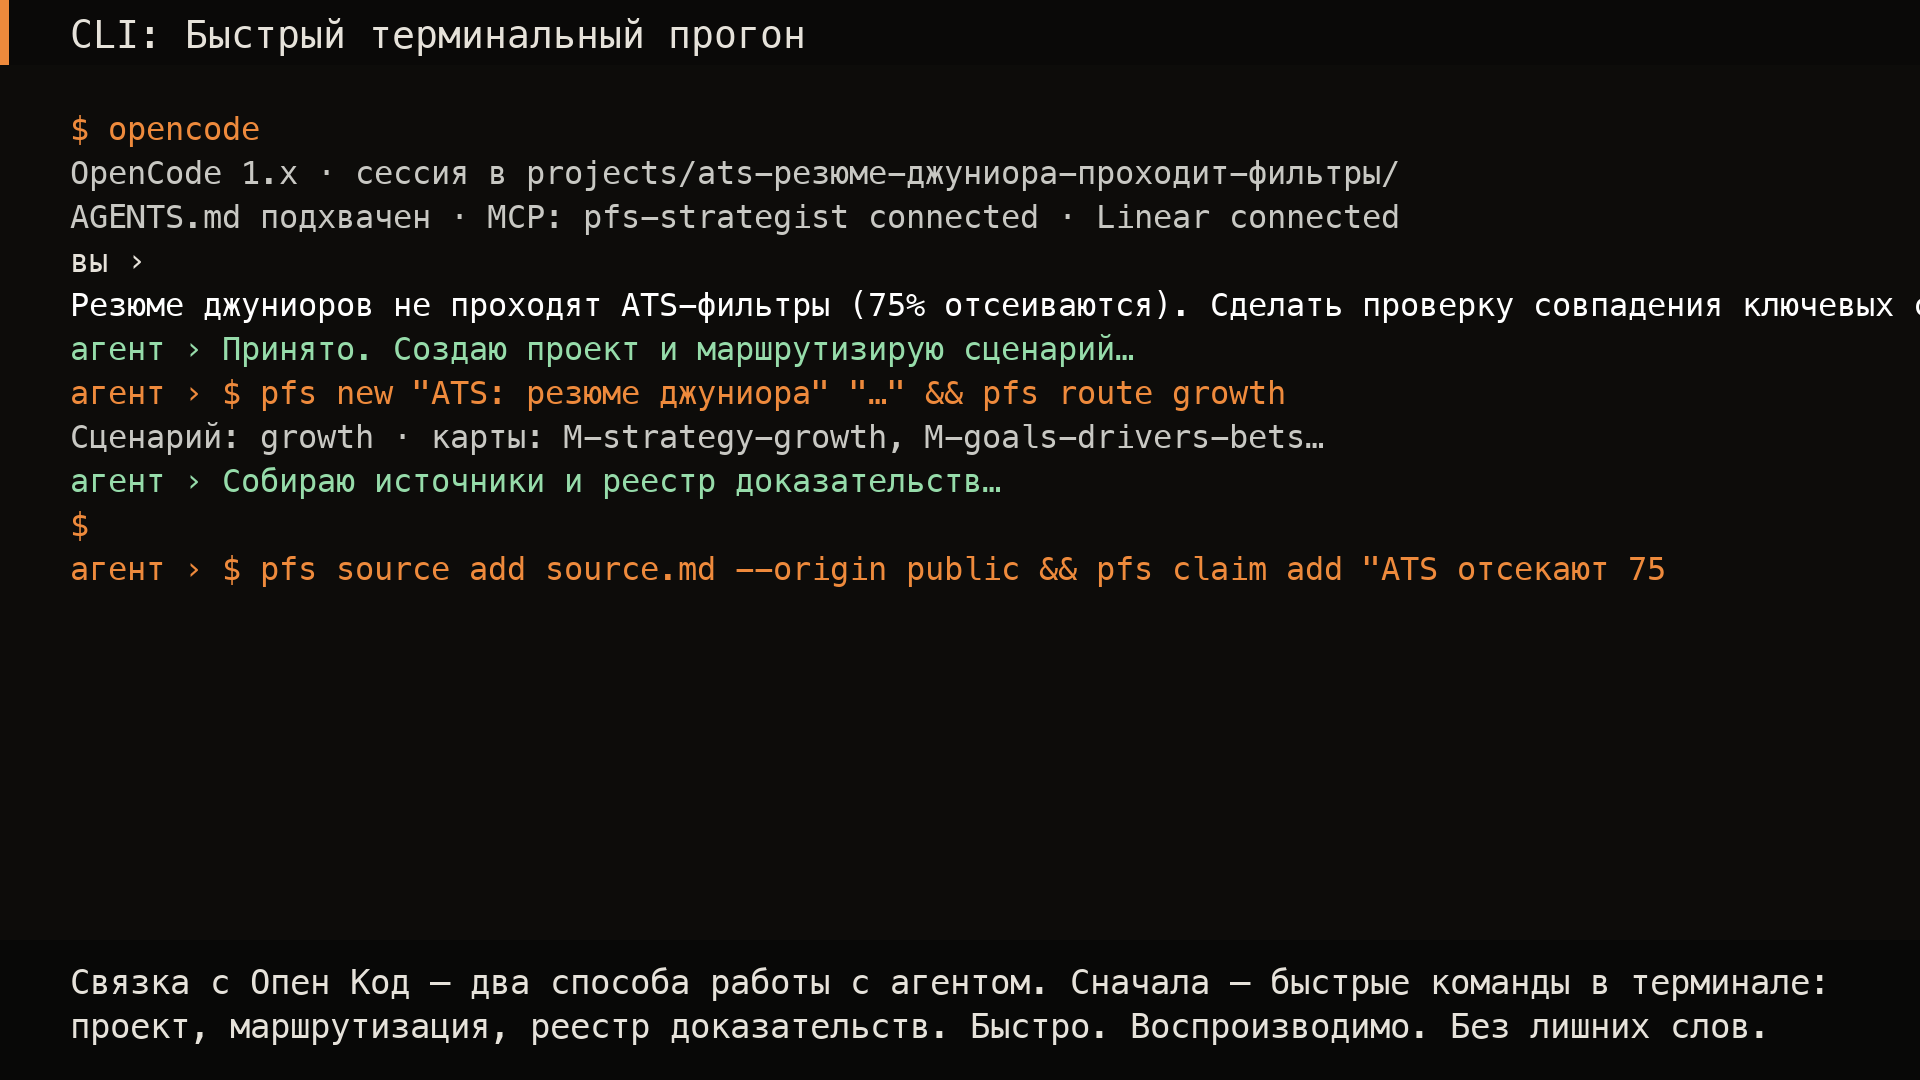 CLI: Быстрый терминальный прогон
$ opencode
OpenCode 1.x · сессия в projects/ats-резюме-джуниора-проходит-фильтры/
AGENTS.md подхвачен · MCP: pfs-strategist connected · Linear connected
вы ›
Резюме джуниоров не проходят ATS-фильтры (75% отсеиваются). Сделать проверку совпадения ключевых
агент › Принято. Создаю проект и маршрутизирую сценарий…
агент › $ pfs new "ATS: резюме джуниора" "…" && pfs route growth
Сценарий: growth · карты: M-strategy-growth, M-goals-drivers-bets…
агент › Собираю источники и реестр доказательств…
$
агент › $ pfs source add source.md --origin public && pfs claim add "ATS отсекают 75
Связка с Опен Код — два способа работы с агентом. Сначала — быстрые команды в терминале:
проект, маршрутизация, реестр доказательств. Быстро. Воспроизводимо. Без лишних слов.